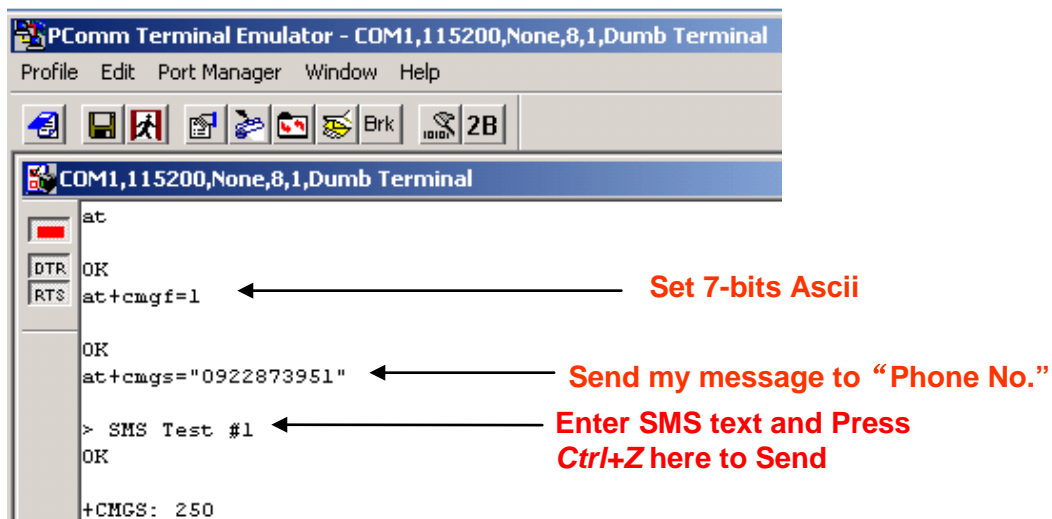 PComm Terminal Emulator - COM1,115200,None,8,1,Dumb Terminal
Profile Edit Port Manager Window Help
Brk 2B
COM1,115200,None,8,1,Dumb Terminal
at
DTR OK
RTS at+cmgf=1 Set 7-bits Ascii
OK
at+cmgs="0922873951" Send my message to “Phone No.”
> SMS Test #1 Enter SMS text and Press
OK Ctrl+Z here to Send
+CMGS: 250